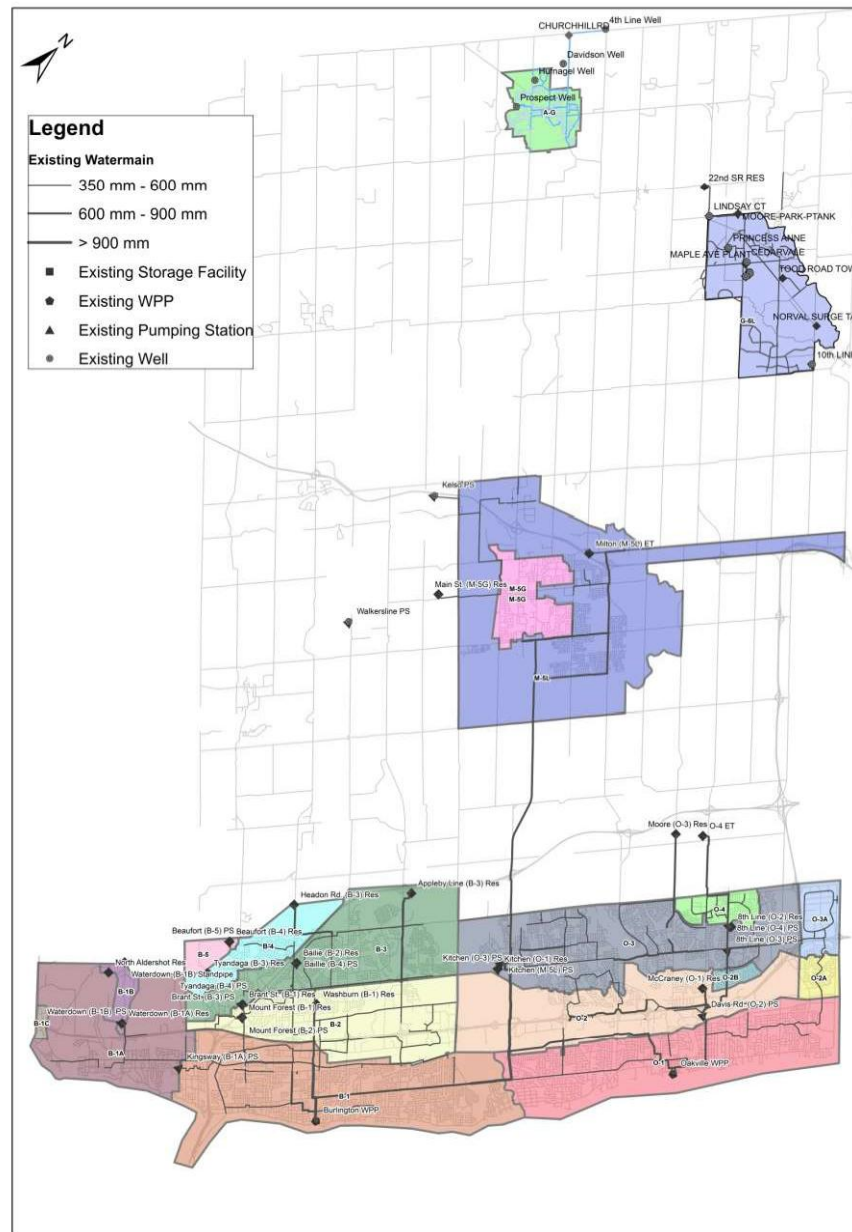 N
CHURCHHILLRD
4th Line Well
Davidson Well
Hufnagel Well
Prospect Well
A-G
Legend
Existing Watermain
350 mm - 600 mm
600 mm - 900 mm
> 900 mm
Existing Storage Facility
Existing WPP
Existing Pumping Station
Existing Well
22nd SR RES
LINDSAY CT
MOORE-PARK-PTANK
PRINCESS ANNE
MAPLE AVE PLANT
CEDARVALE
TOOD ROAD TOW
NORVAL SURGE TA
G-6L
10th LINE
Kelso PS
Milton (M-5L) ET
Main St. (M-5G) Res
M-5G
M-5G
Walkersline PS
M-5L
Moore (O-3) Res
O-4 ET
Appleby Line (B-3) Res
Headon Rd. (B-3) Res
O-4
O-3A
8th Line (O-2) Res
8th Line (O-4) PS
8th Line (O-3) PS
Beaufort (B-5) PS
Beaufort (B-4) Res
B-4
B-5
B-3
O-3
Bailie (B-2) Res
Baillie (B-4) PS
North Aldershot Res
Tyandaga (B-3) Res
Waterdown (B-1B) Standpipe
Kitchen (O-3) PS
Kitchen (O-1) Res
Kitchen (M-5L) PS
O-2B
O-2A
Tyandaga (B-4) PS
B-1B
McCraney (O-1) Res
Brant St. (B-3) PS
Brant St. (B-1) Res
Washburn (B-1) Res
Mount Forest (B-1) Res
Waterdown (B-1B) PS
Waterdown (B-1A) Res
Davis Rd. (O-2) PS
O-2
B-1C
Mount Forest (B-2) PS
B-2
B-1A
Kingsway (B-1A) PS
O-1
Oakville WPP
B-1
Burlington WPP